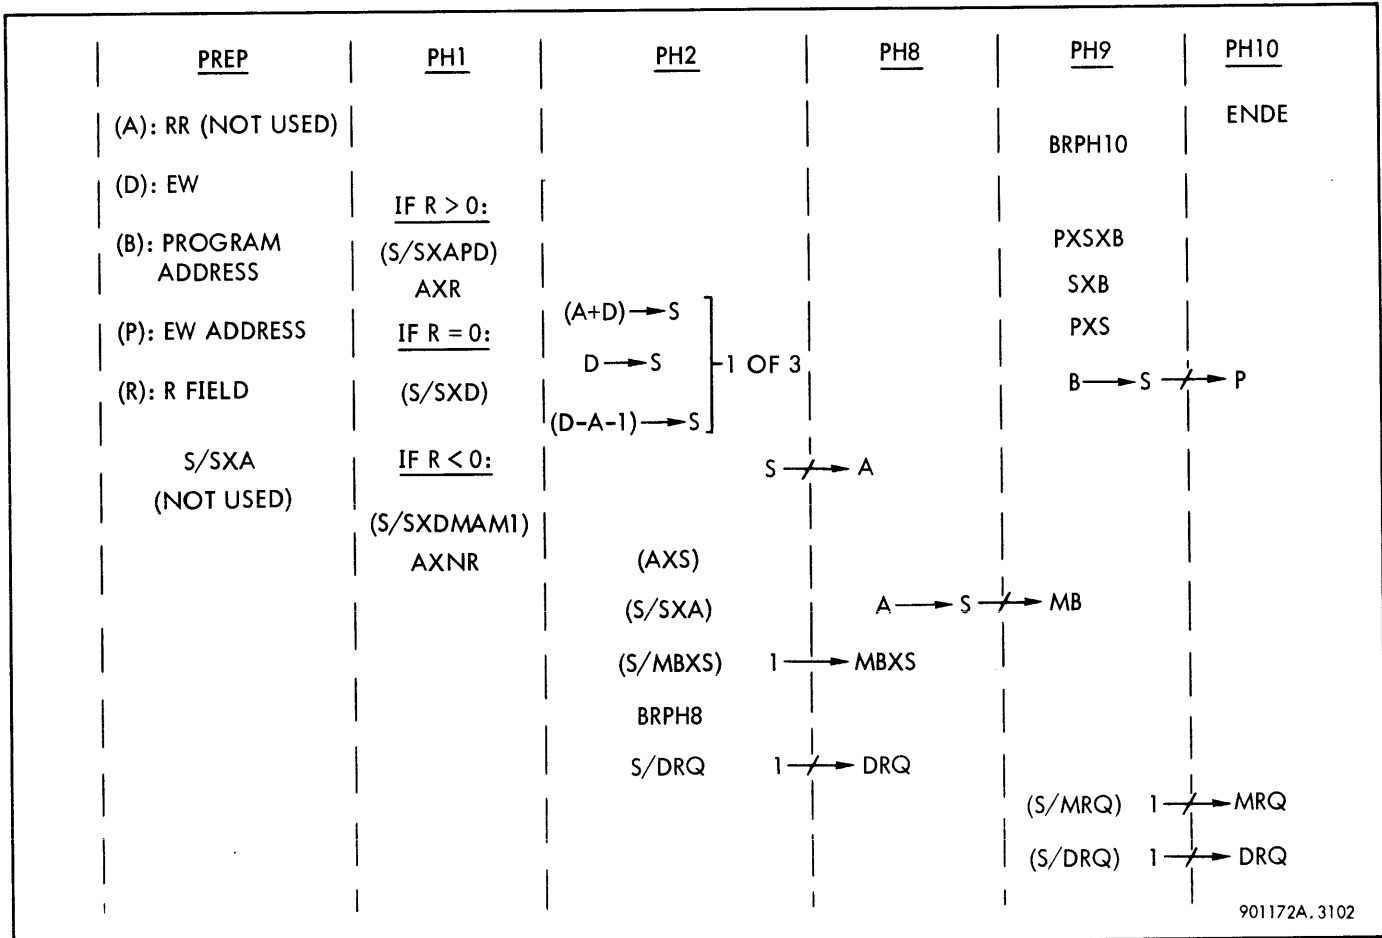 PREP
(A): RR (NOT USED)
(D): EW
(B): PROGRAM
ADDRESS
(P): EW ADDRESS
(R): R FIELD
S/SXA
(NOT USED)
PH1
IF R > 0:
(S/SXAPD)
AXR
IF R = 0:
(S/SXD)
IF R < 0:
(S/SXDMAM1)
AXNR
PH2
(A+D) → S
D → S
(D-A-1) → S
1 OF 3
S → A
(AXS)
(S/SXA)
(S/MBXS) 1 → MBXS
BRPH8
S/DRQ 1 → DRQ
PH8
A → S → MB
PH9
BRPH10
PXSXB
SXB
PXS
B → S → P
(S/MRQ) 1 → MRQ
(S/DRQ) 1 → DRQ
PH10
ENDE
901172A.3102